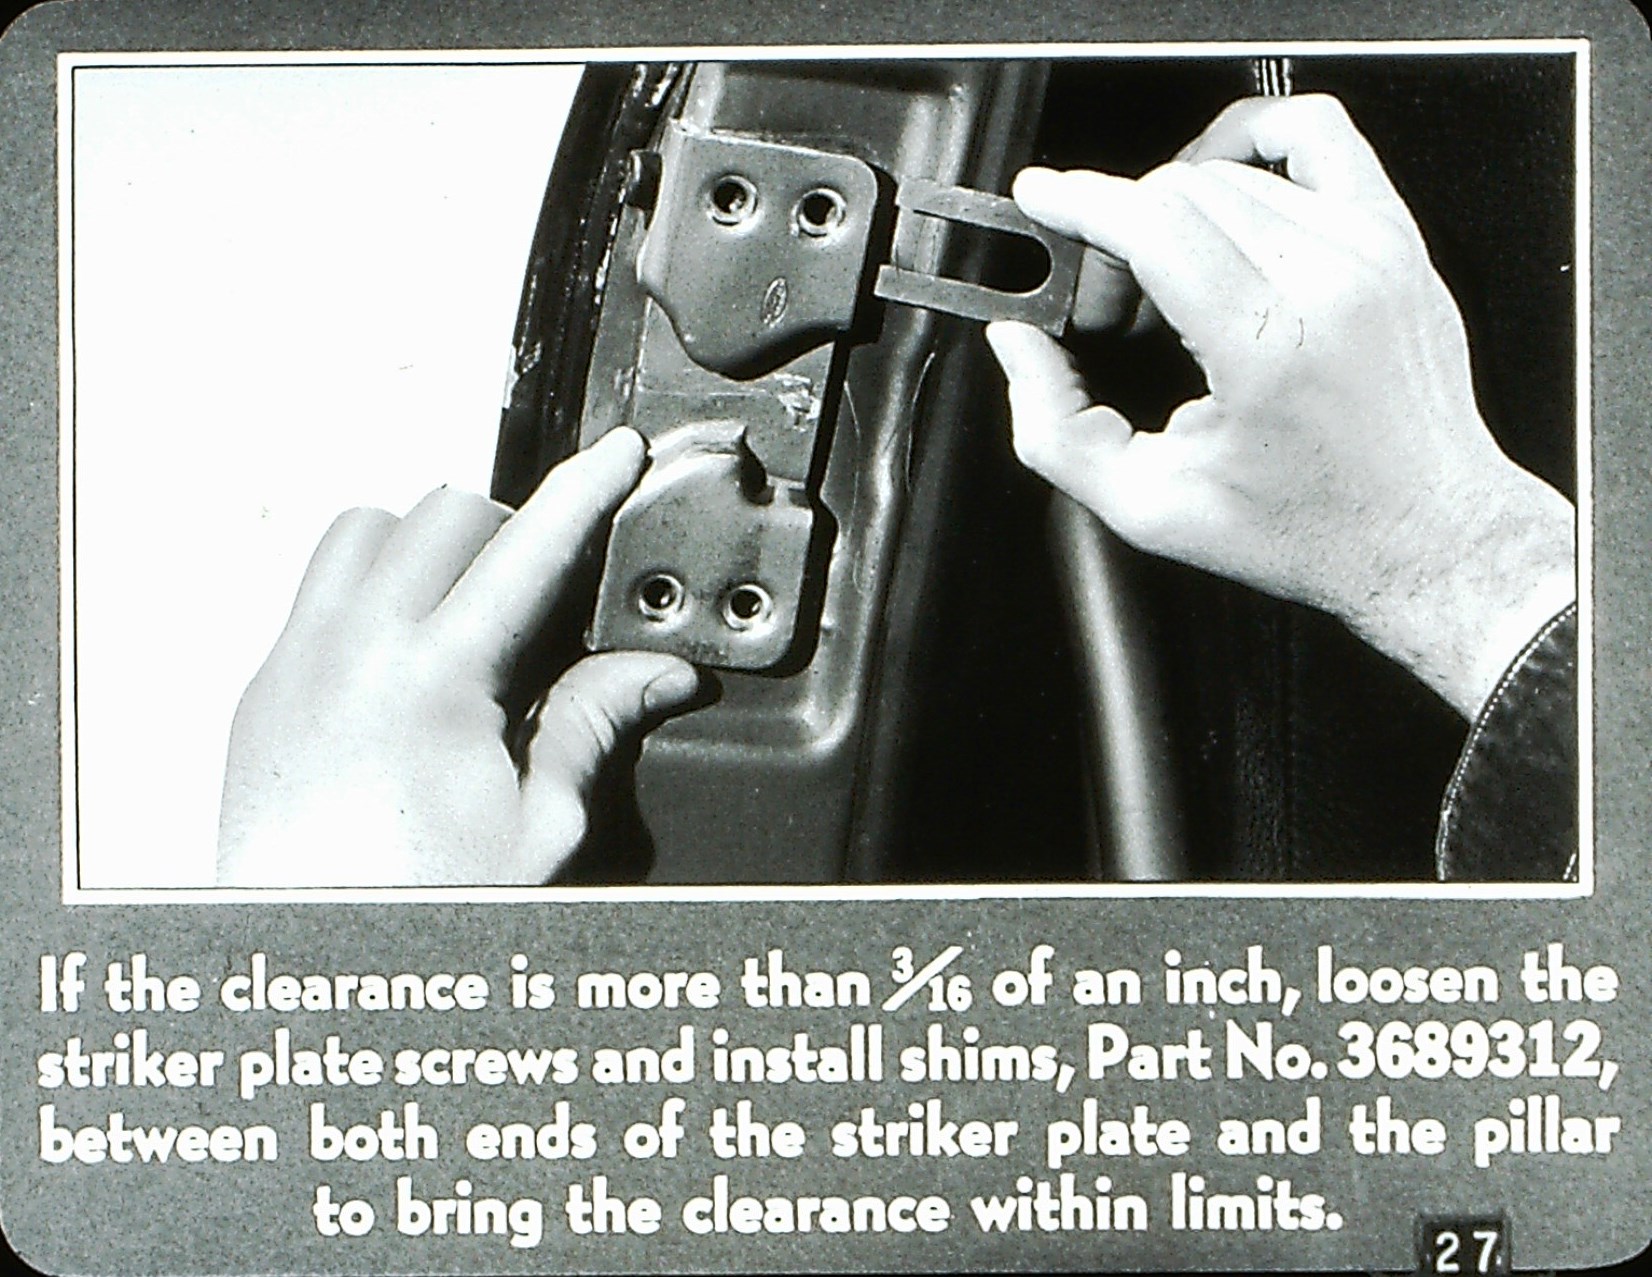 If the clearance is more than 3/16 of an inch, loosen the
striker plate screws and install shims, Part No. 3689312,
between both ends of the striker plate and the pillar
to bring the clearance within limits.
27